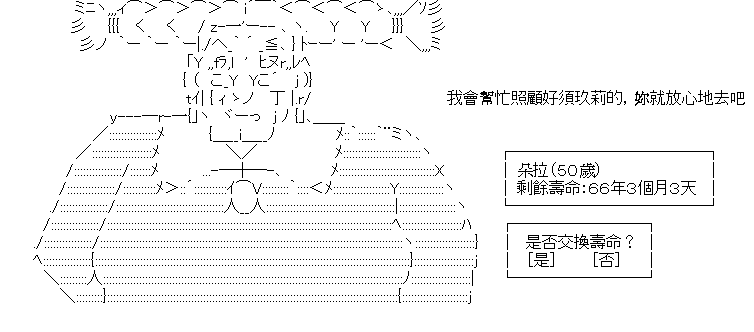 我會幫忙照顧好須玖莉的，妳就放心地去吧
朵拉（50歲）
剩餘壽命：66年3個月3天
是否交換壽命？
［是］　　［否］